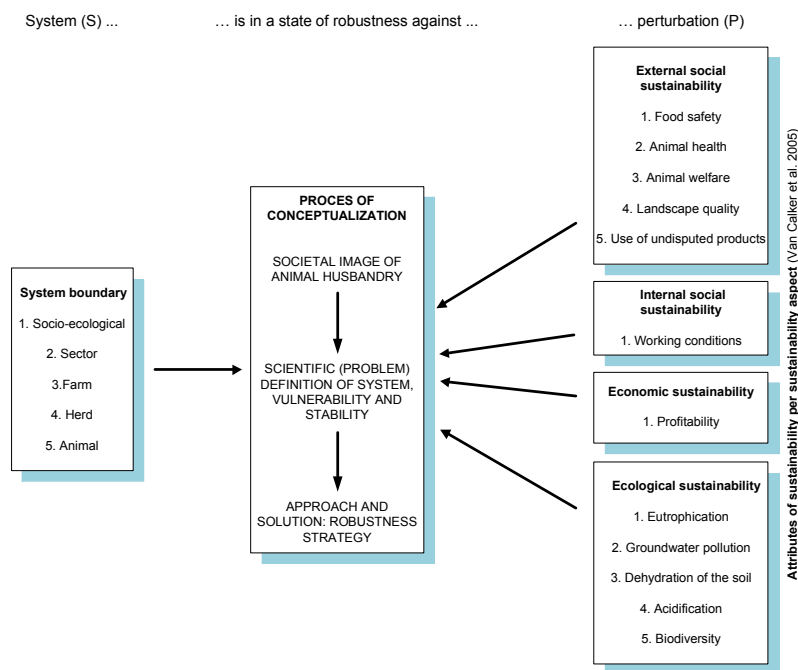 System (S) ...
... is in a state of robustness against ...
... perturbation (P)
System boundary
1. Socio-ecological
2. Sector
3.Farm
4. Herd
5. Animal
PROCES OF
CONCEPTUALIZATION
SOCIETAL IMAGE OF
ANIMAL HUSBANDRY
SCIENTIFIC (PROBLEM)
DEFINITION OF SYSTEM,
VULNERABILITY AND
STABILITY
APPROACH AND
SOLUTION: ROBUSTNESS
STRATEGY
External social
sustainability
1. Food safety
2. Animal health
3. Animal welfare
4. Landscape quality
5. Use of undisputed products
Internal social
sustainability
1. Working conditions
Economic sustainability
1. Profitability
Ecological sustainability
1. Eutrophication
2. Groundwater pollution
3. Dehydration of the soil
4. Acidification
5. Biodiversity
Attributes of sustainability per sustainability aspect (Van Calker et al. 2005)